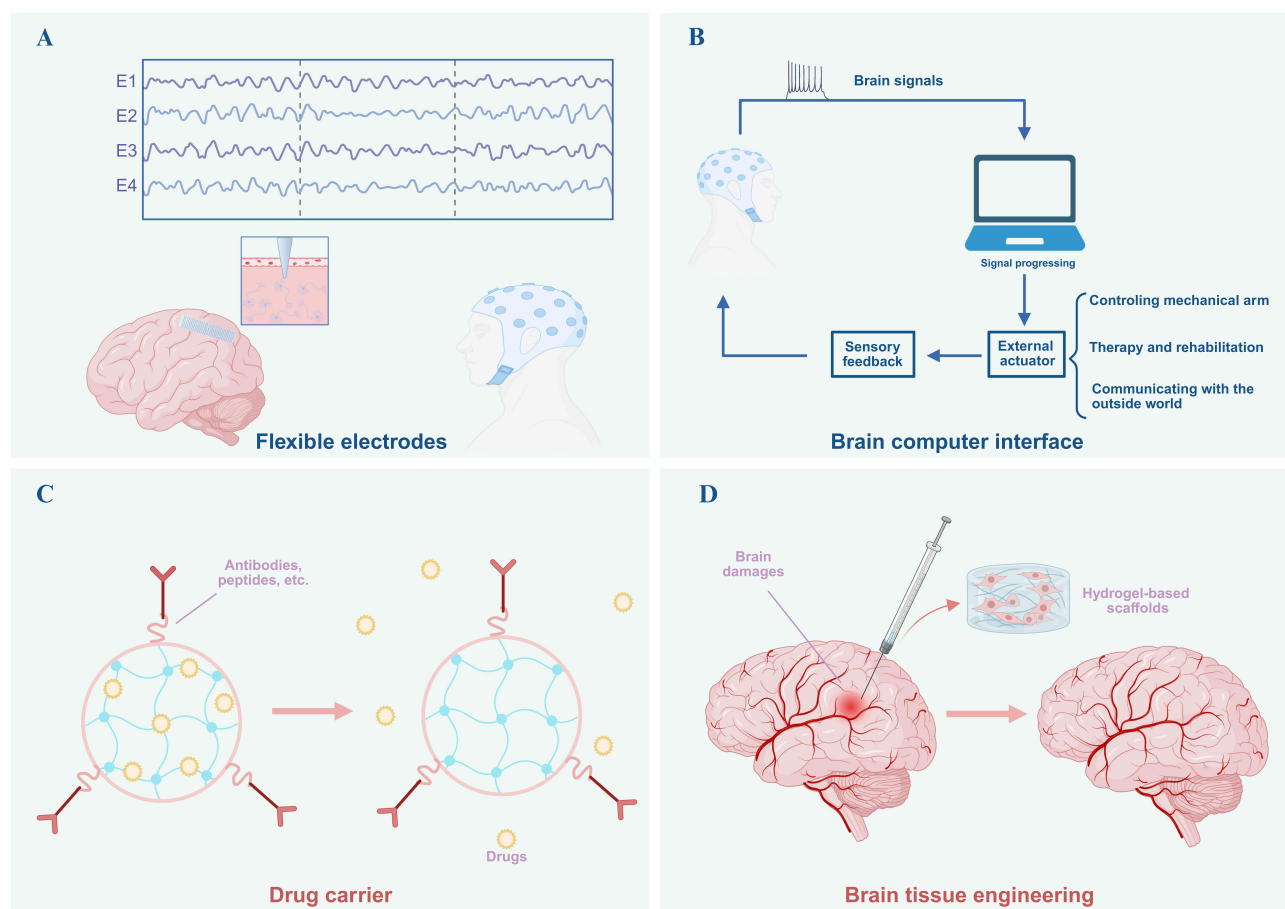 A
E1
E2
E3
E4
Flexible electrodes
B
Brain signals
Signal progressing
Controling mechanical arm
Therapy and rehabilitation
Communicating with the
outside world
External
actuator
Sensory
feedback
Brain computer interface
C
Antibodies,
peptides, etc.
Drugs
Drug carrier
D
Brain
damages
Hydrogel-based
scaffolds
Brain tissue engineering